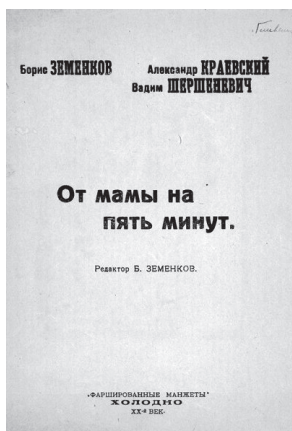 Борис ЗЕМЕНКОВ
Александр КРАЕВСКИЙ
Вадим ШЕРШЕНЕВИЧ
От мамы на
пять минут.
Редактор Б. ЗЕМЕНКОВ.
„ФАРШИРОВАННЫЕ МАНЖЕТЫ"
ХОЛОДНО
XX-й ВЕК.